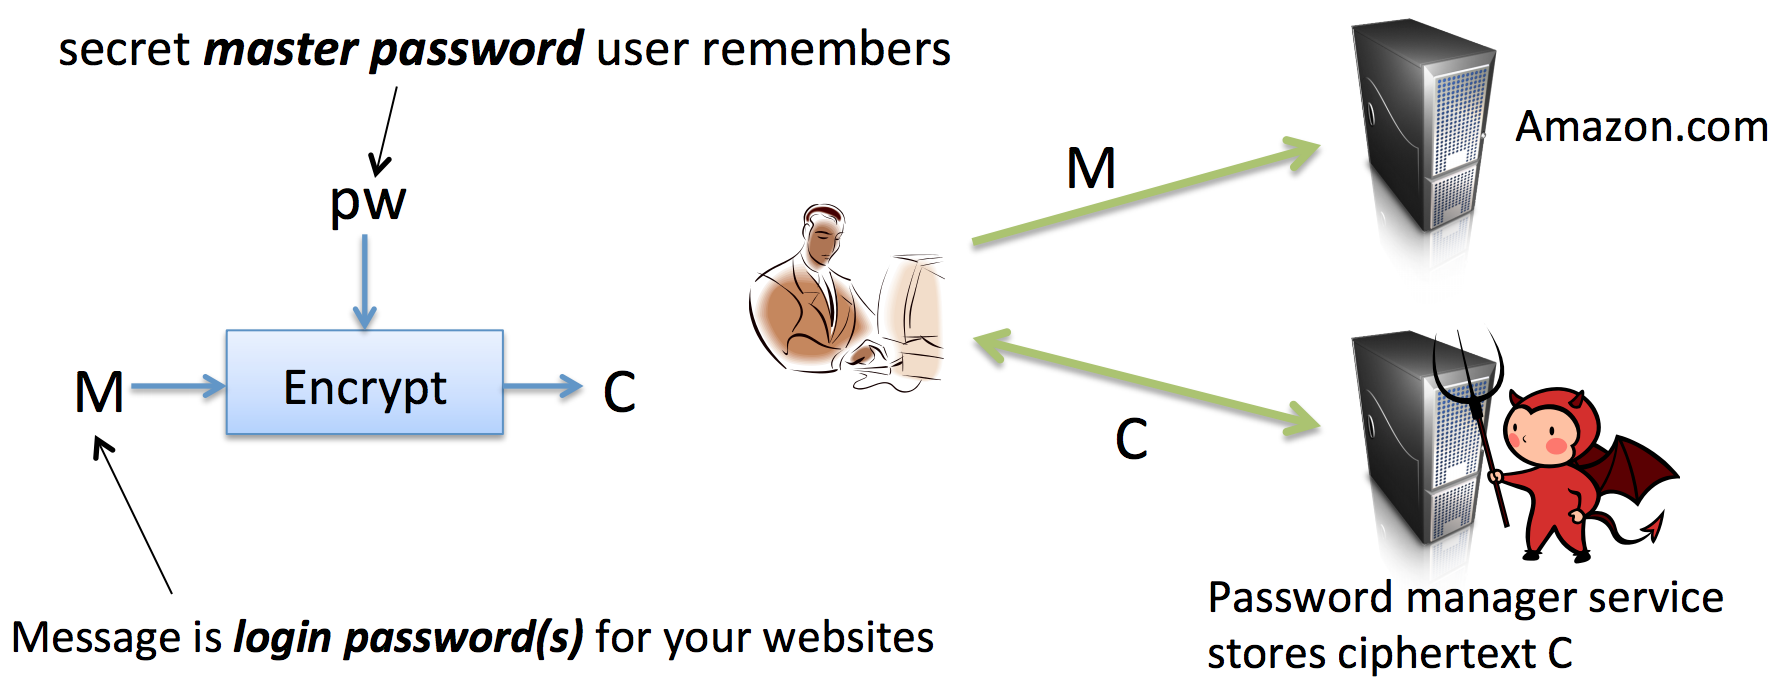 secret master password user remembers
Amazon.com
M
pw
M
Encrypt
C
C
Password manager service
stores ciphertext C
Message is login password(s) for your websites